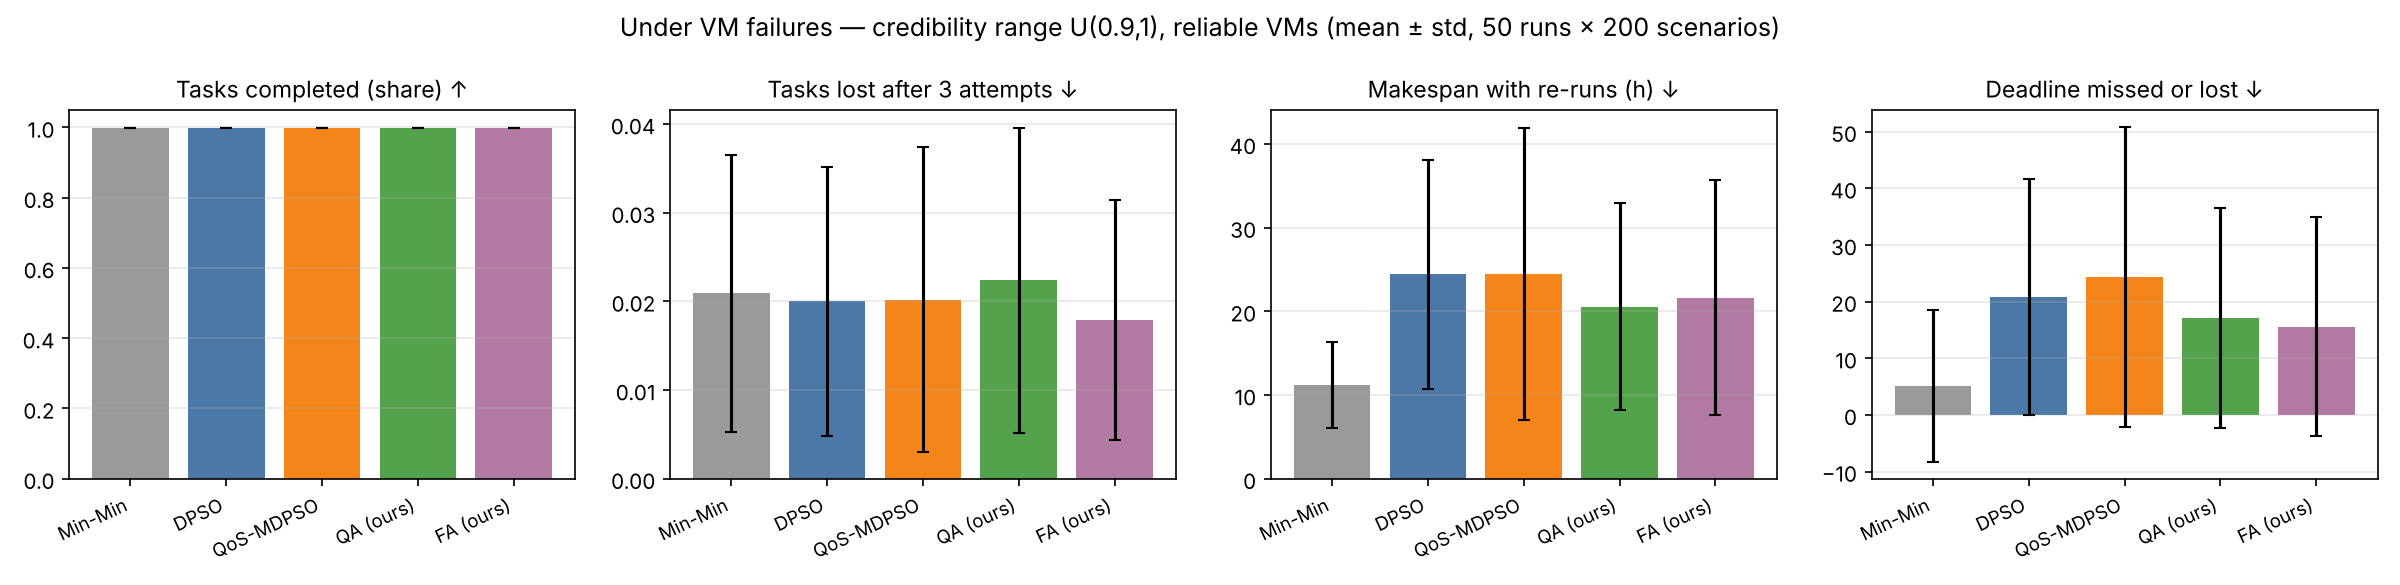 Under VM failures — credibility range U(0.9,1), reliable VMs (mean ± std, 50 runs × 200 scenarios)
Tasks completed (share) ↑
1.0
0.8
0.6
0.4
0.2
0.0
Min-Min
DPSO
QoS-MDPSO
QA (ours)
FA (ours)
Tasks lost after 3 attempts ↓
0.04
0.03
0.02
0.01
0.00
Min-Min
DPSO
QoS-MDPSO
QA (ours)
FA (ours)
Makespan with re-runs (h) ↓
40
30
20
10
0
Min-Min
DPSO
QoS-MDPSO
QA (ours)
FA (ours)
Deadline missed or lost ↓
50
40
30
20
10
0
−10
Min-Min
DPSO
QoS-MDPSO
QA (ours)
FA (ours)